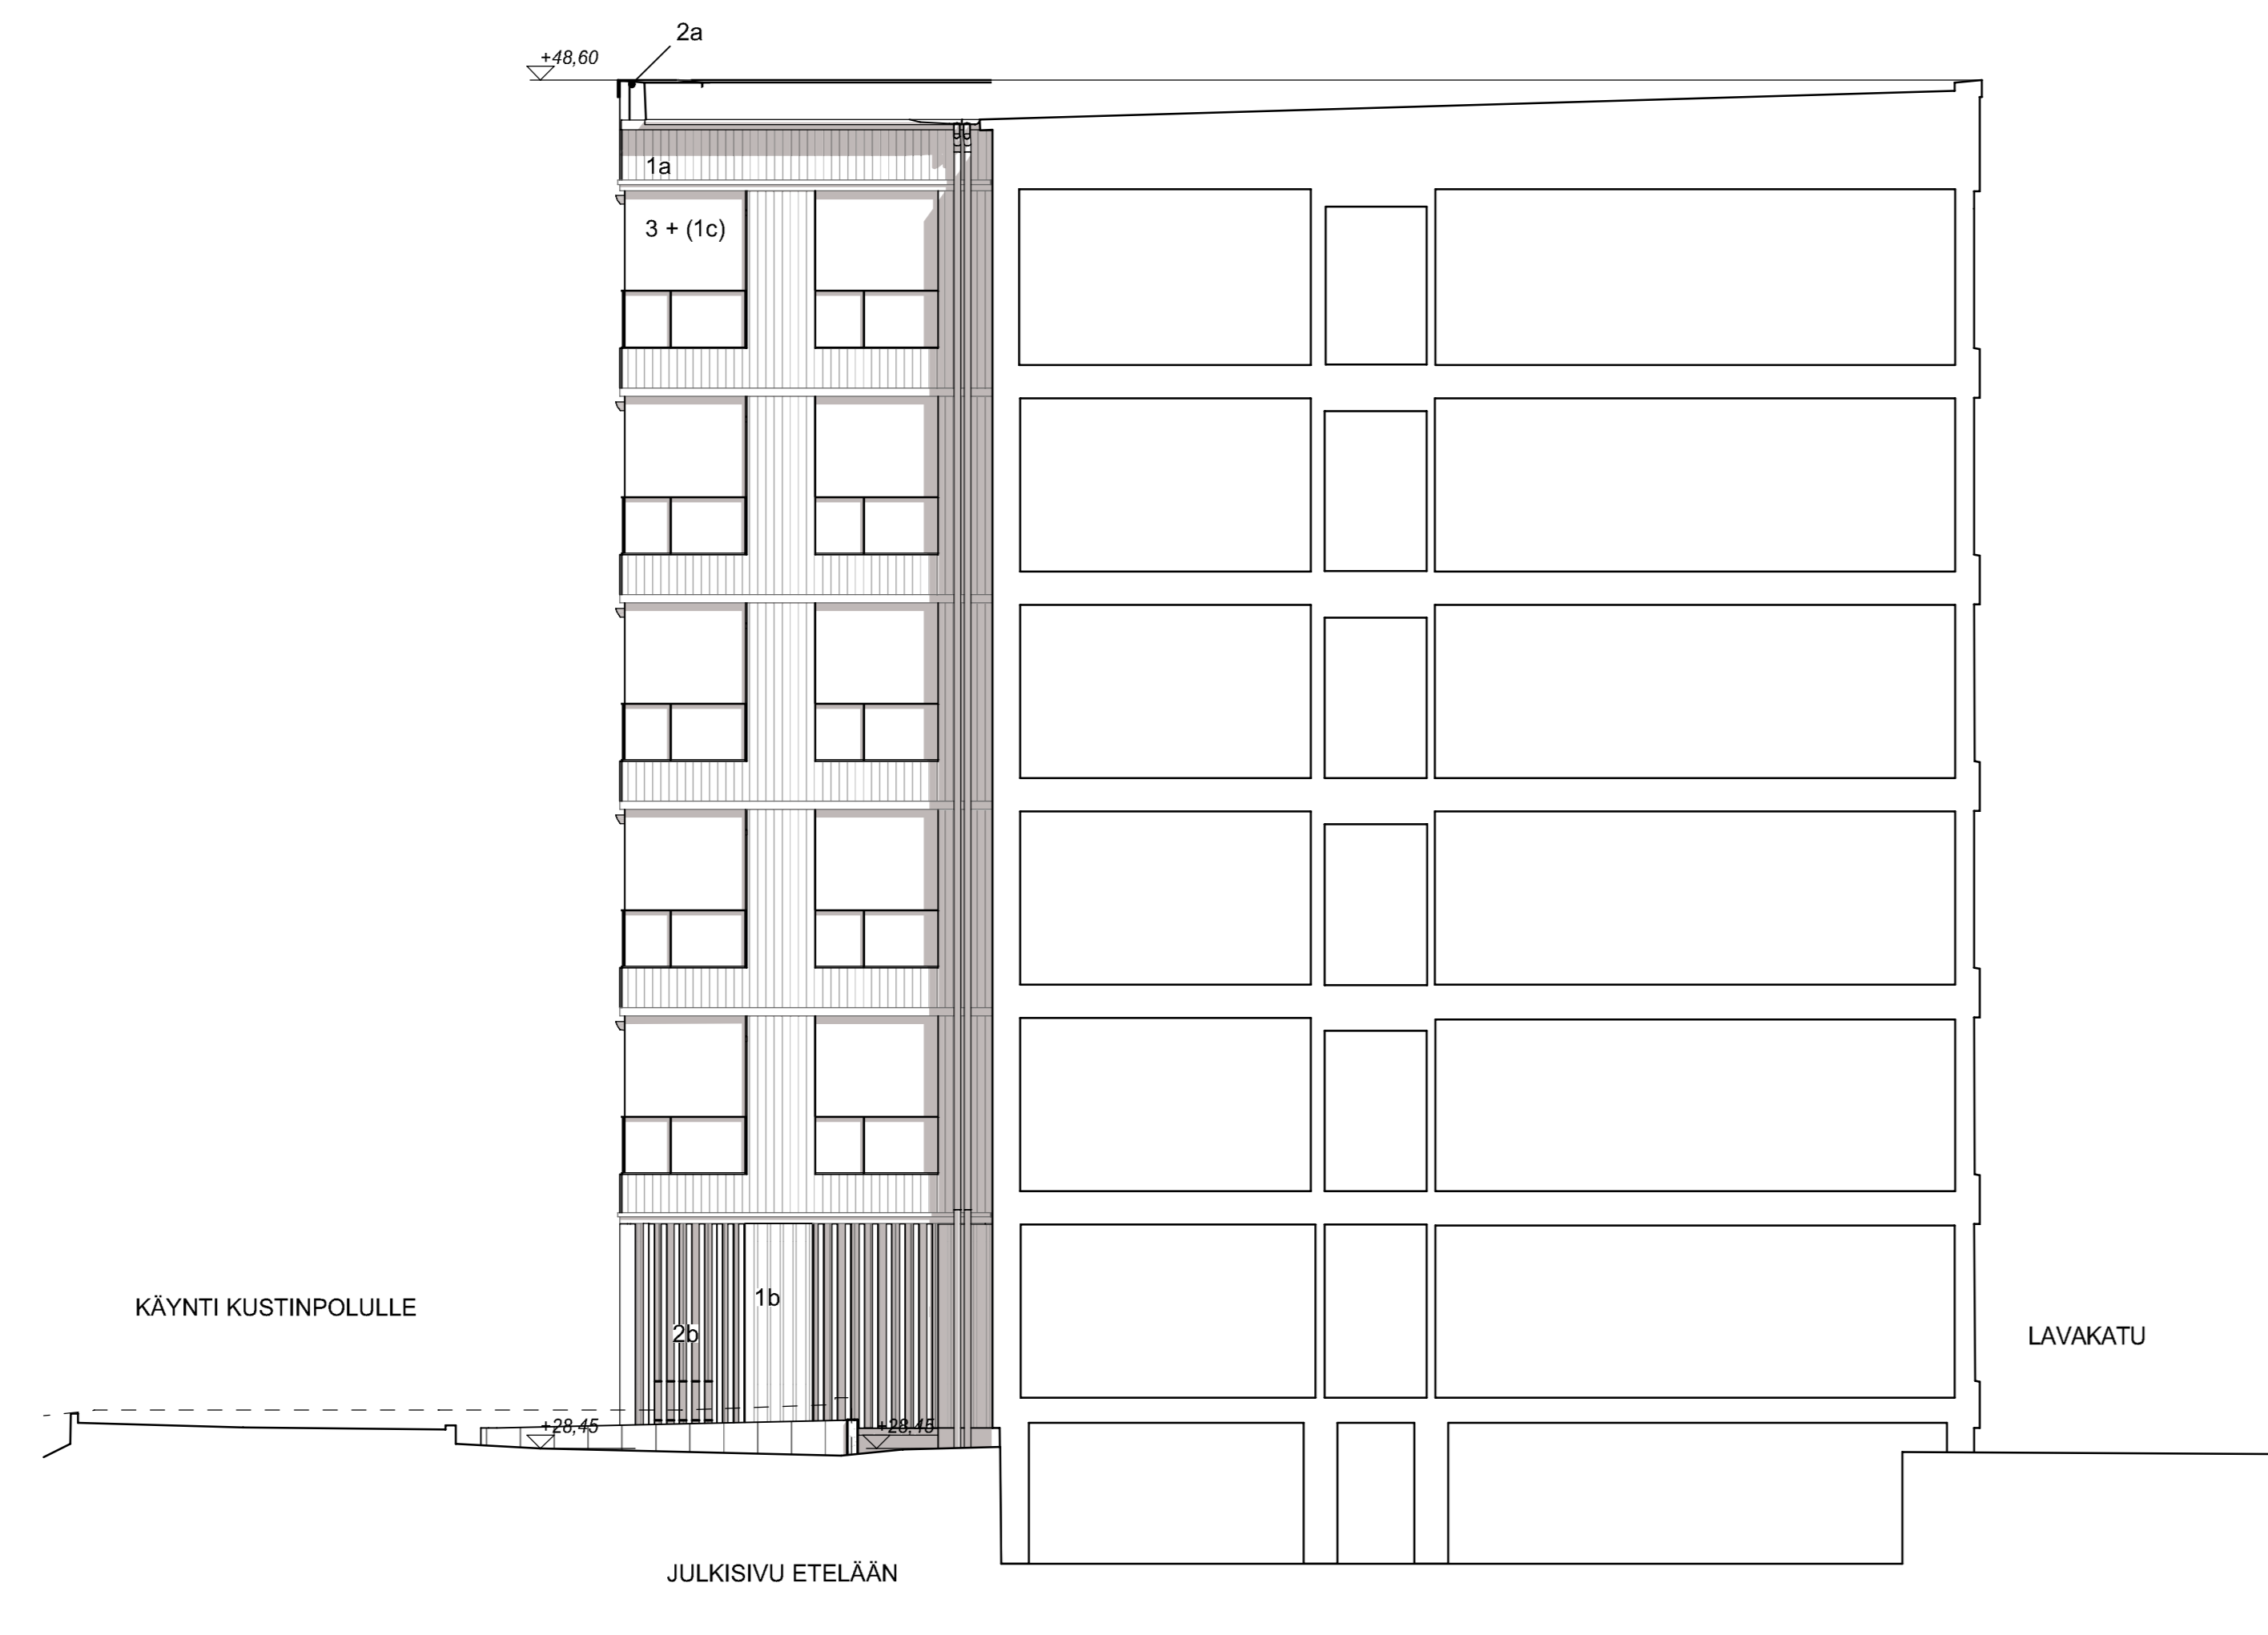 2a
+48,60
1a
3 + (1c)
1b
KÄYNTI KUSTINPOLULLE
2b
LAVAKATU
+28,45
+28,45
JULKISIVU ETELÄÄN